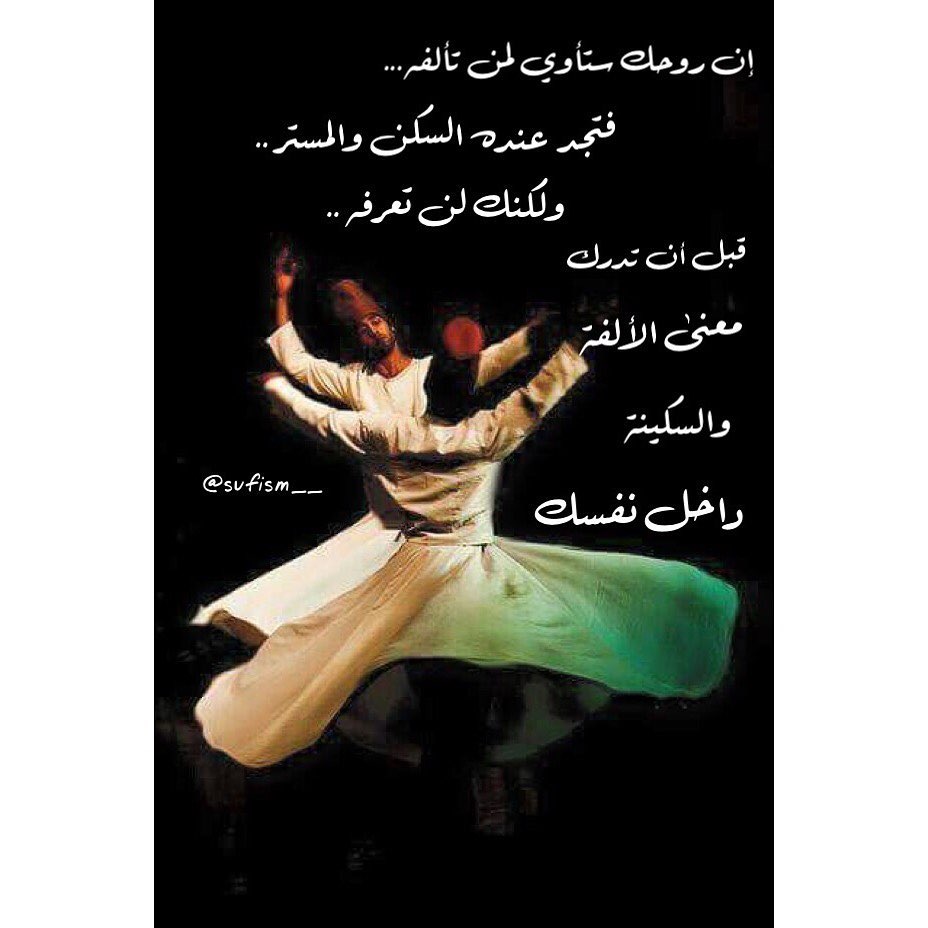 إن روحك ستأوي لمن تألفه...
فتجد عنده السكن والمستر..
ولكنك لن تعرفه..
قبل أن تدرك
معنىٰ الألفة
والسكينة
@sufism__
داخل نفسك